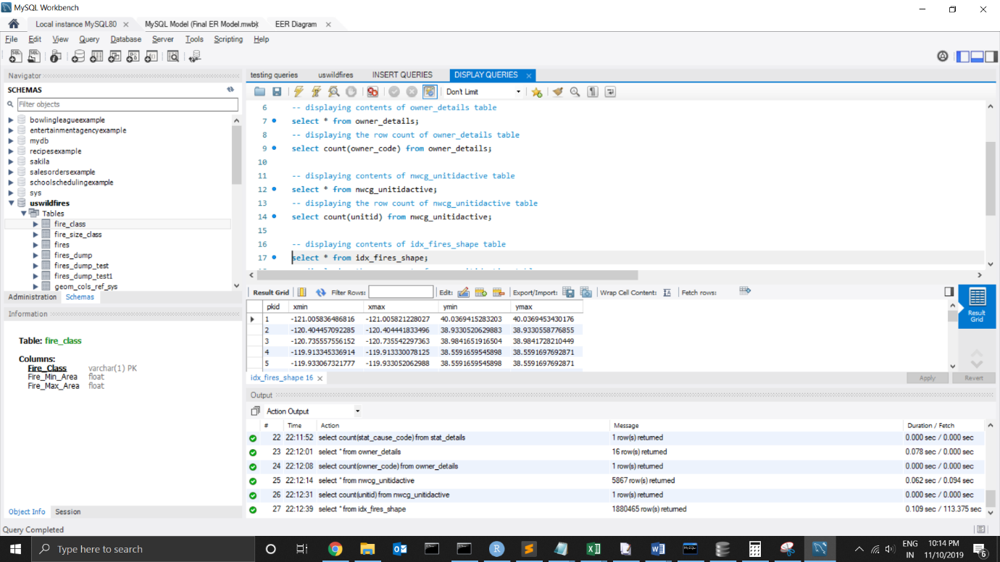 MySQL Workbench
Local instance MySQL80 × MySQL Model (Final ER Model.mwb) × EER Diagram ×
File Edit View Query Database Server Tools Scripting Help
Navigator
SCHEMAS
Filter objects
bowlingleagueexample
entertainmentagencyexample
mydb
recipesexample
sakila
salesordersexample
schoolschedulingexample
sys
uswildfires
Tables
fire_class
fire_size_class
fires
fires_dump
fires_dump_test
fires_dump_test1
geom_cols_ref_sys
Administration Schemas
Information
Table: fire_class
Columns:
Fire_Class varchar(1) PK
Fire_Min_Area float
Fire_Max_Area float
Object Info Session
testing queries uswildfires INSERT QUERIES DISPLAY QUERIES ×
Don't Limit
6 -- displaying contents of owner_details table
7 select * from owner_details;
8 -- displaying the row count of owner_details table
9 select count(owner_code) from owner_details;
10
11 -- displaying contents of nwcg_unitidactive table
12 select * from nwcg_unitidactive;
13 -- displaying the row count of nwcg_unitidactive table
14 select count(unitid) from nwcg_unitidactive;
15
16 -- displaying contents of idx_fires_shape table
17 select * from idx_fires_shape;
Result Grid Filter Rows: Edit: Export/Import: Wrap Cell Content: Fetch rows:
pkid xmin xmax ymin ymax
1 -121.005836486816 -121.005821228027 40.0369415283203 40.0369453430176
2 -120.404457092285 -120.404441833496 38.9330520629883 38.9330558776855
3 -120.735557556152 -120.735542297363 38.9841651916504 38.9841728210449
4 -119.913345336914 -119.913330078125 38.5591659545898 38.5591697692871
5 -119.933067321777 -119.933052062988 38.5591659545898 38.5591697692871
Result Grid
idx_fires_shape 16 × Apply Revert
Output
Action Output
# Time Action Message Duration / Fetch
22 22:11:52 select count(stat_cause_code) from stat_details 1 row(s) returned 0.000 sec / 0.000 sec
23 22:12:01 select * from owner_details 16 row(s) returned 0.078 sec / 0.000 sec
24 22:12:08 select count(owner_code) from owner_details 1 row(s) returned 0.000 sec / 0.000 sec
25 22:12:14 select * from nwcg_unitidactive 5867 row(s) returned 0.062 sec / 0.094 sec
26 22:12:31 select count(unitid) from nwcg_unitidactive 1 row(s) returned 0.000 sec / 0.000 sec
27 22:12:39 select * from idx_fires_shape 1880465 row(s) returned 0.109 sec / 113.375 sec
Query Completed
Type here to search
ENG 10:14 PM
IN 11/10/2019
6